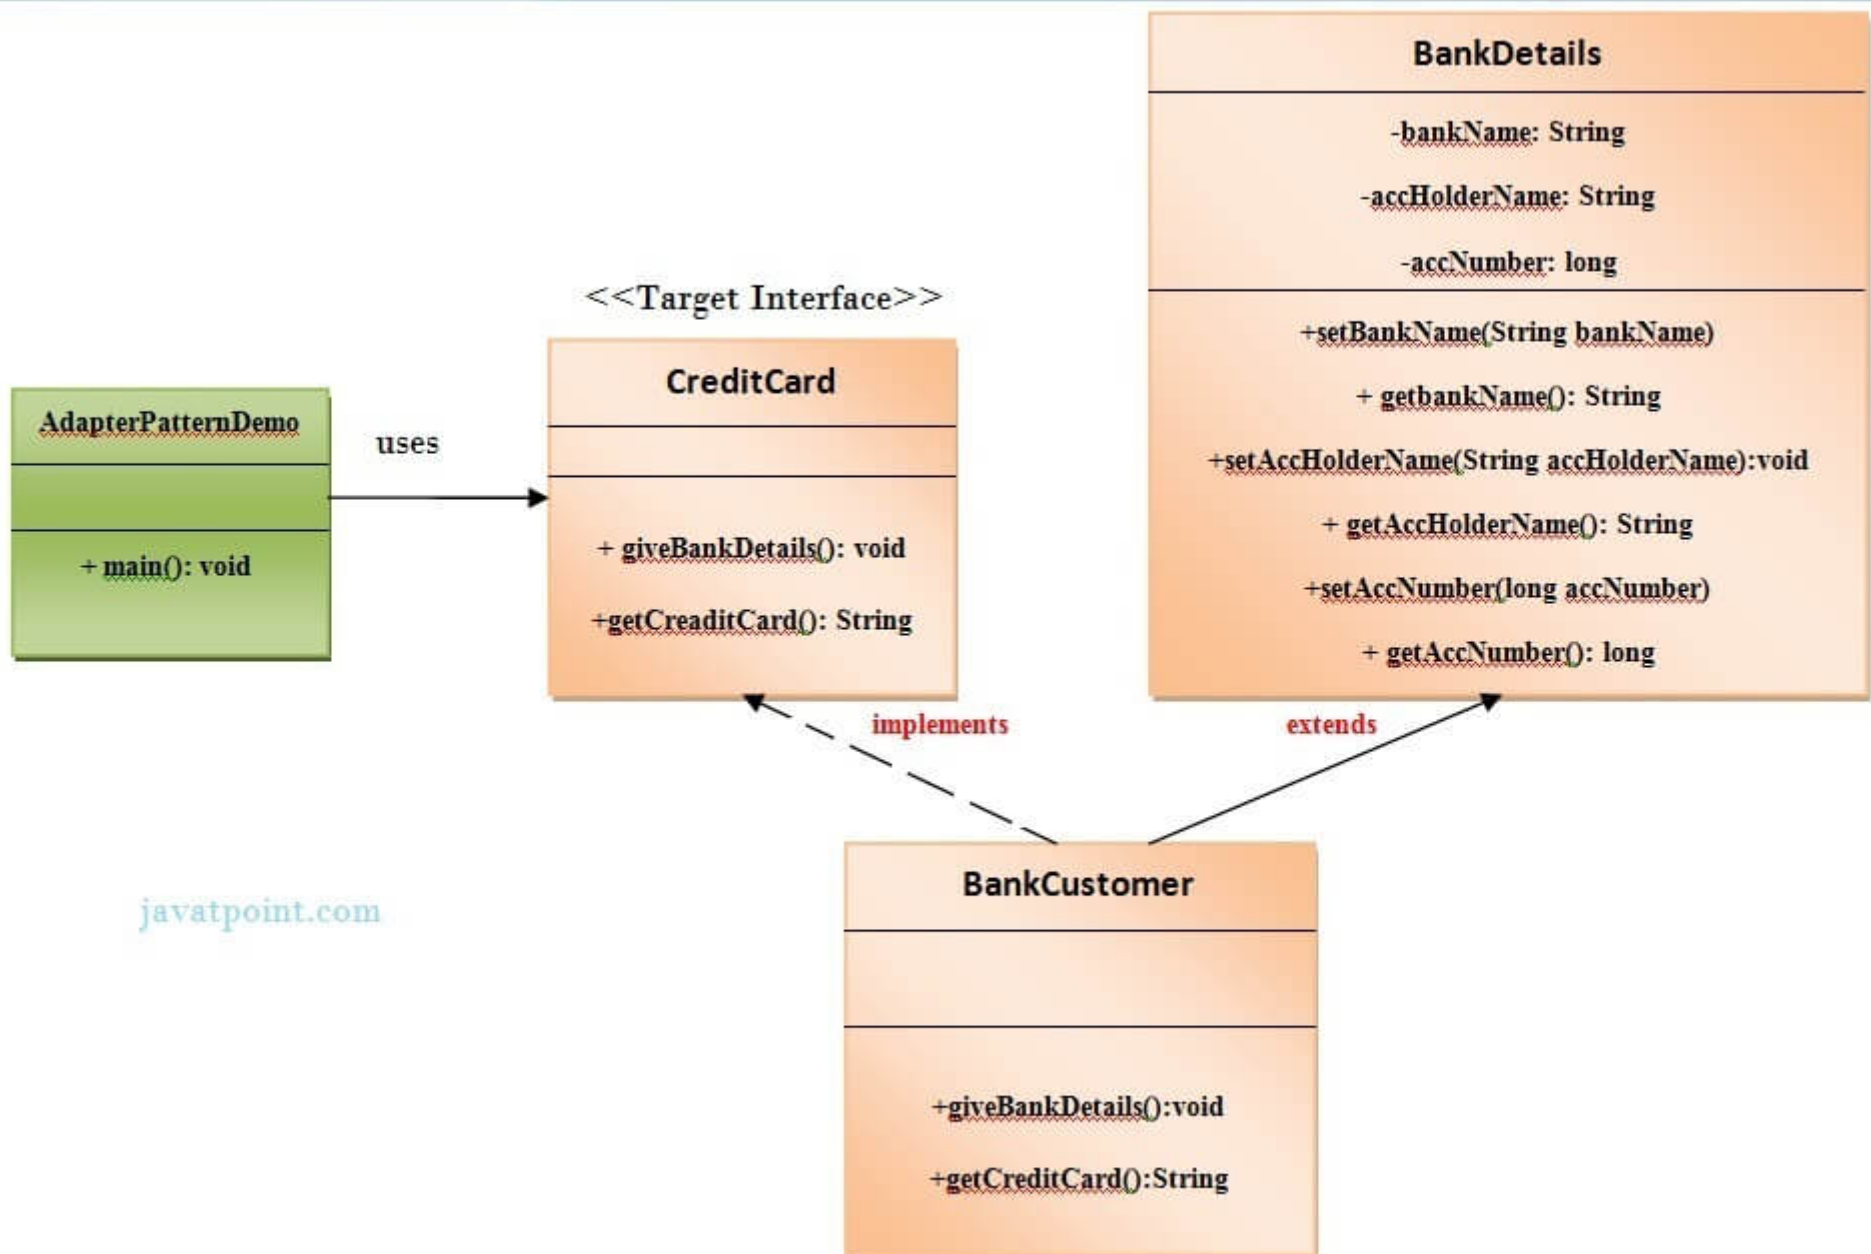 BankDetails
-bankName: String
-accHolderName: String
-accNumber: long
+setBankName(String bankName)
+ getbankName(): String
+setAccHolderName(String accHolderName):void
+ getAccHolderName(): String
+setAccNumber(long accNumber)
+ getAccNumber(): long
<<Target Interface>>
CreditCard
+ giveBankDetails(): void
+getCreaditCard(): String
AdapterPatternDemo
+ main(): void
uses
implements
extends
BankCustomer
+giveBankDetails():void
+getCreditCard():String
javatpoint.com